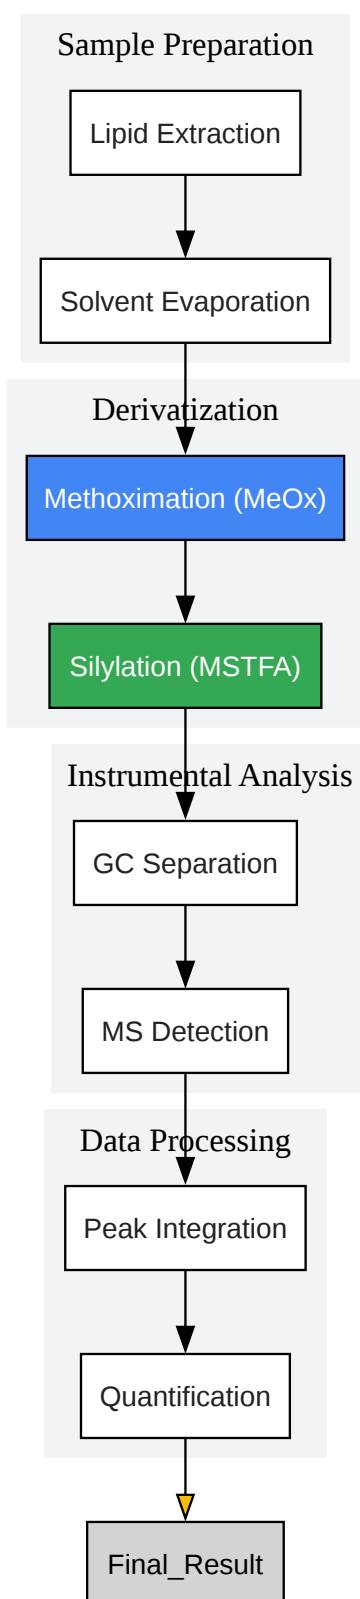 Sample Preparation
Lipid Extraction
Solvent Evaporation
Derivatization
Methoximation (MeOx)
Silylation (MSTFA)
Instrumental Analysis
GC Separation
MS Detection
Data Processing
Peak Integration
Quantification
Final_Result